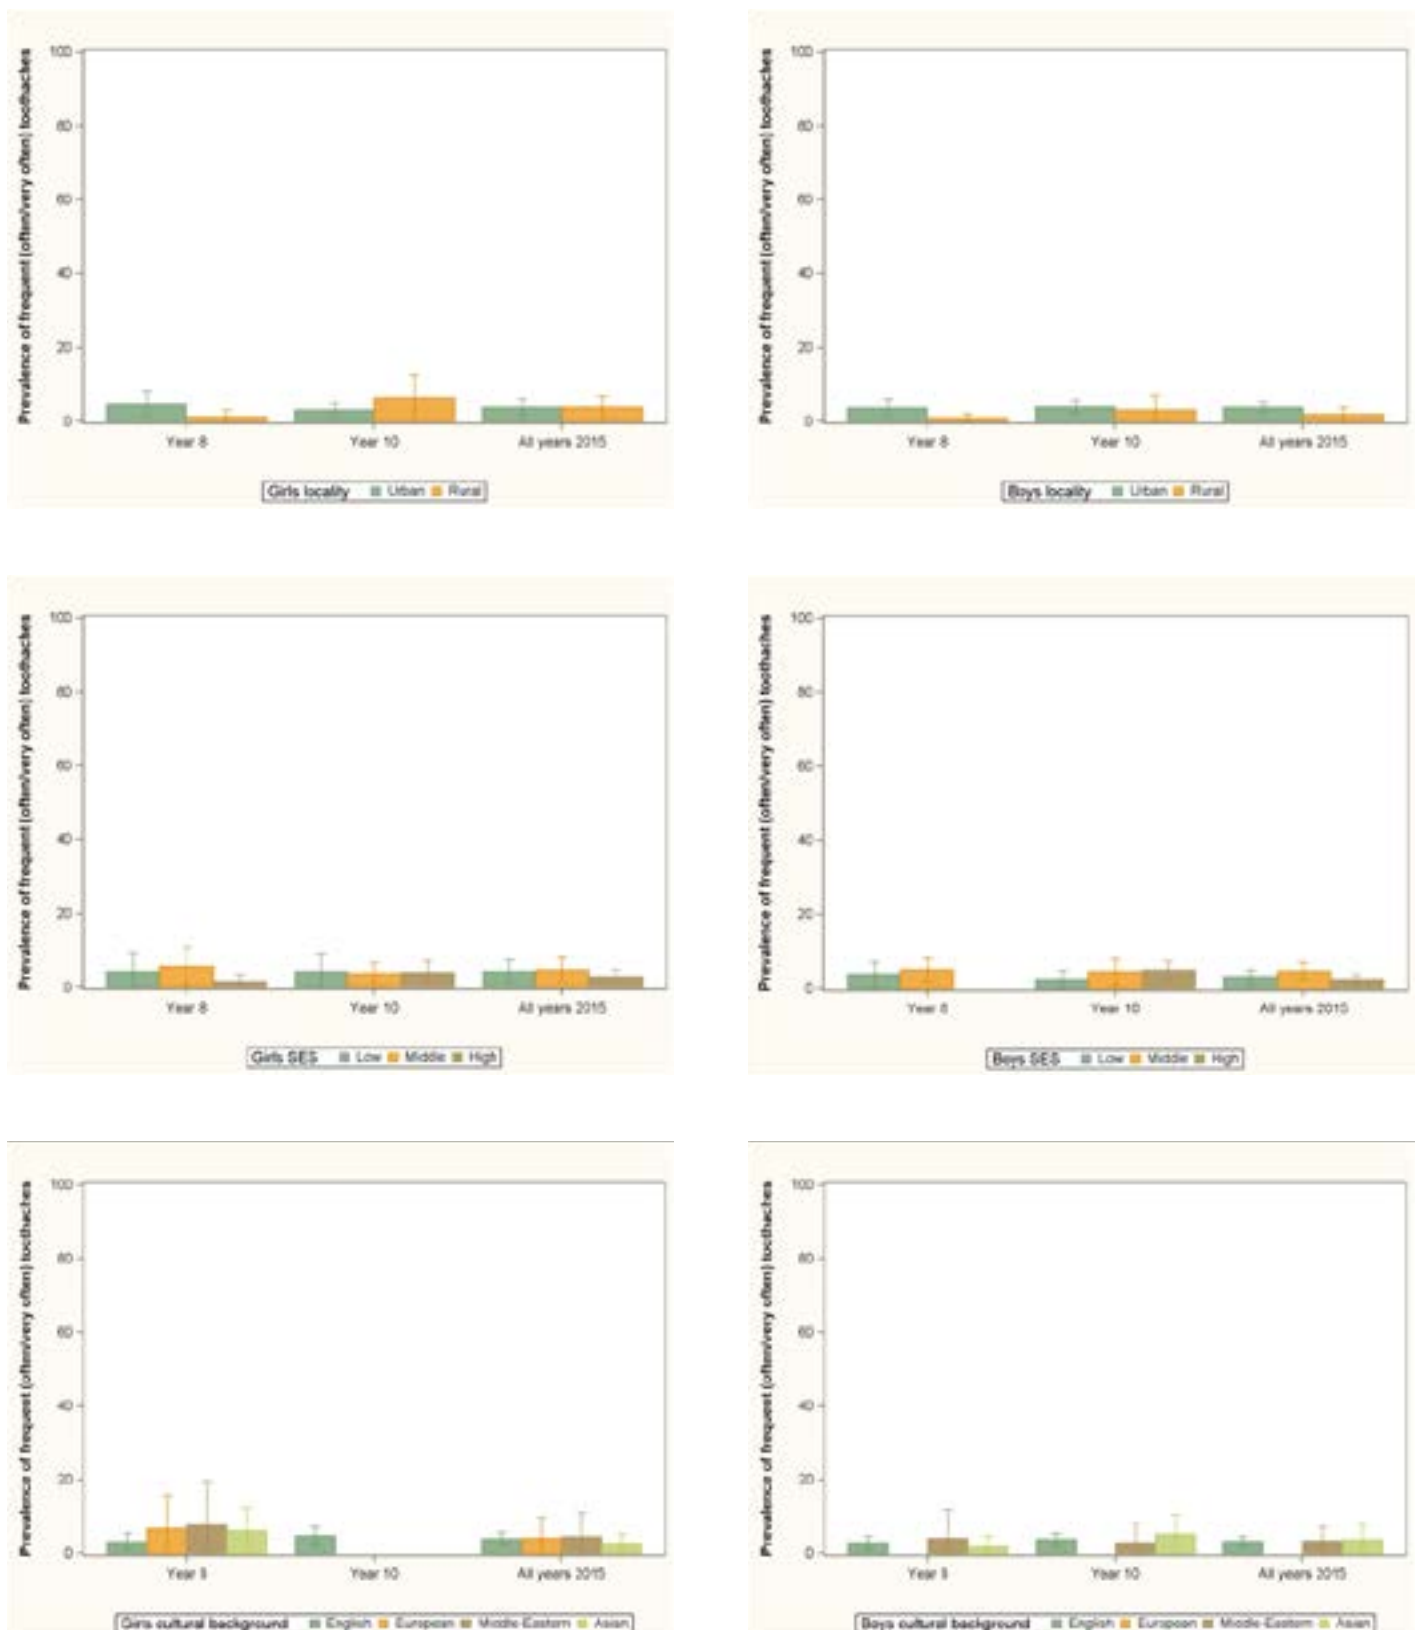 Prevalence of frequent (often/very often) toothaches
100
80
60
40
20
0
Year 8 Year 10 All years 2015
Girls locality Urban Rural
Prevalence of frequent (often/very often) toothaches
100
80
60
40
20
0
Year 8 Year 10 All years 2015
Boys locality Urban Rural
Prevalence of frequent (often/very often) toothaches
100
80
60
40
20
0
Year 8 Year 10 All years 2015
Girls SES Low Middle High
Prevalence of frequent (often/very often) toothaches
100
80
60
40
20
0
Year 8 Year 10 All years 2015
Boys SES Low Middle High
Prevalence of frequest (often/very often) toothaches
100
80
60
40
20
0
Year 8 Year 10 All years 2015
Girls cultural background English European Middle-Eastern Asian
Prevalence of frequest (often/very often) toothaches
100
80
60
40
20
0
Year 8 Year 10 All years 2015
Boys cultural background English European Middle-Eastern Asian